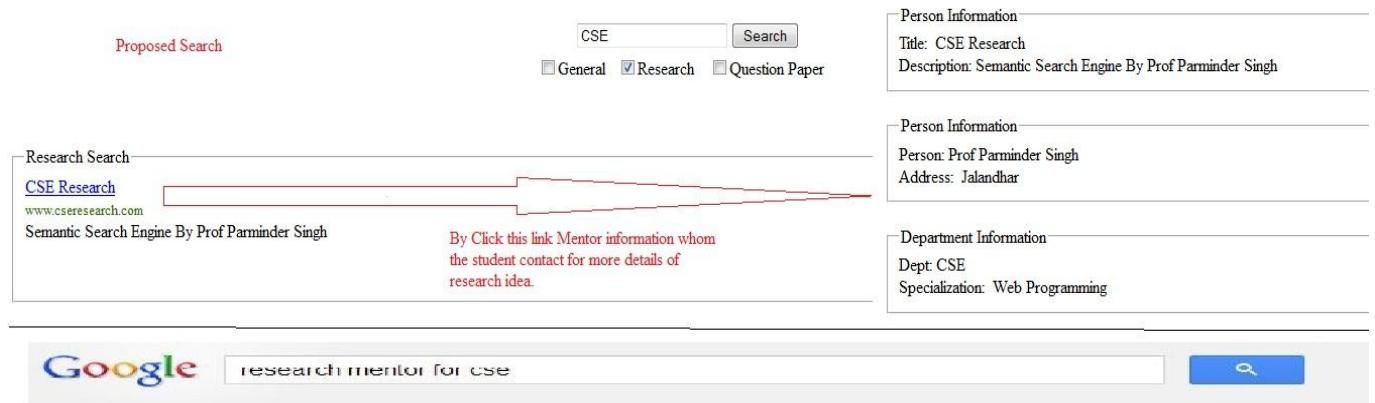 Proposed Search
CSE
Search
General Research Question Paper
Research Search
CSE Research
www.cseresearch.com
Semantic Search Engine By Prof Parminder Singh
By Click this link Mentor information whom
the student contact for more details of
research idea.
Person Information
Title: CSE Research
Description: Semantic Search Engine By Prof Parminder Singh
Person Information
Person: Prof Parminder Singh
Address: Jalandhar
Department Information
Dept: CSE
Specialization: Web Programming
Google
research mentor for cse